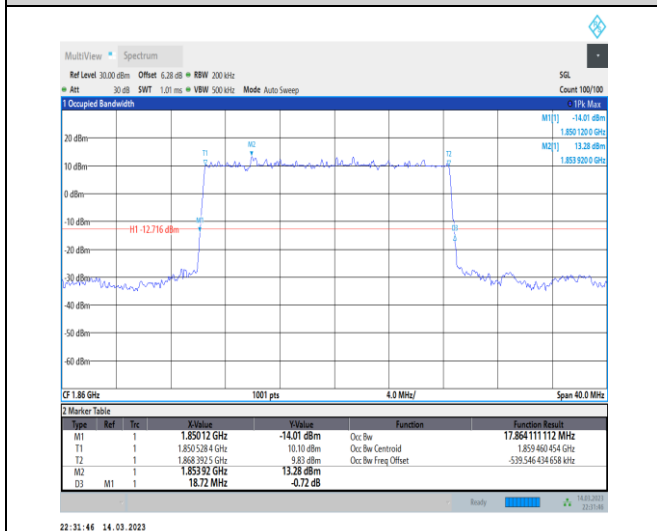 MultiView Spectrum
Ref Level 30.00 dBm Offset 6.28 dB RBW 200 kHz SGL
Att 30 dB SWT 1.01 ms VBW 500 kHz Mode Auto Sweep Count 100/100
1 Occupied Bandwidth 1Pk Max
M1[1] -14.01 dBm
1.850 120 0 GHz
M2[1] 13.28 dBm
1.853 920 0 GHz
20 dBm
T1 M2 T2
10 dBm
0 dBm
-10 dBm
M1 D3
H1 -12.716 dBm
-30 dBm
-40 dBm
-50 dBm
-60 dBm
CF 1.86 GHz 1001 pts 4.0 MHz/ Span 40.0 MHz
2 Marker Table
Type Ref Trc X-Value Y-Value Function Function Result
M1 1 1.85012 GHz -14.01 dBm Occ Bw 17.864 111 112 MHz
T1 1 1.850 528 4 GHz 10.10 dBm Occ Bw Centroid 1.859 460 454 GHz
T2 1 1.868 392 5 GHz 9.83 dBm Occ Bw Freq Offset -539.546 434 658 kHz
M2 1 1.85392 GHz 13.28 dBm
D3 M1 1 18.72 MHz -0.72 dB
Ready 14.03.2023
22:31:46
22:31:46 14.03.2023